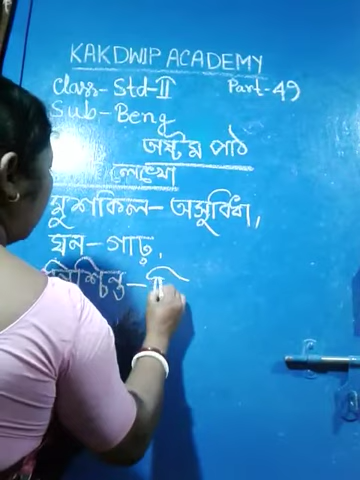 KAKDWIP ACADEMY
Class- Std-II Part-49
Sub- Beng
অষ্টম পাঠ
লেখো
মুশকিল- অসুবিধা,
ঘন- গাঢ়,
নিশ্চিন্ত-